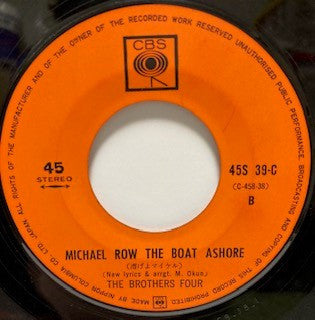 ALL RIGHTS OF THE MANUFACTURER AND OF THE OWNER OF THE RECORDED WORK RESERVED UNAUTHORISED PUBLIC PERFORMANCE, BROADCASTING AND COPYING OF THIS RECORD PROHIBITED
MADE BY NIPPON COLUMBIA CO., LTD. JAPAN
CBS
45
STEREO
45S 39-C
(C-45B-38)
B
MICHAEL ROW THE BOAT ASHORE
(漕げよマイケル)
(New lyrics & arrgt. M. Okun)
THE BROTHERS FOUR